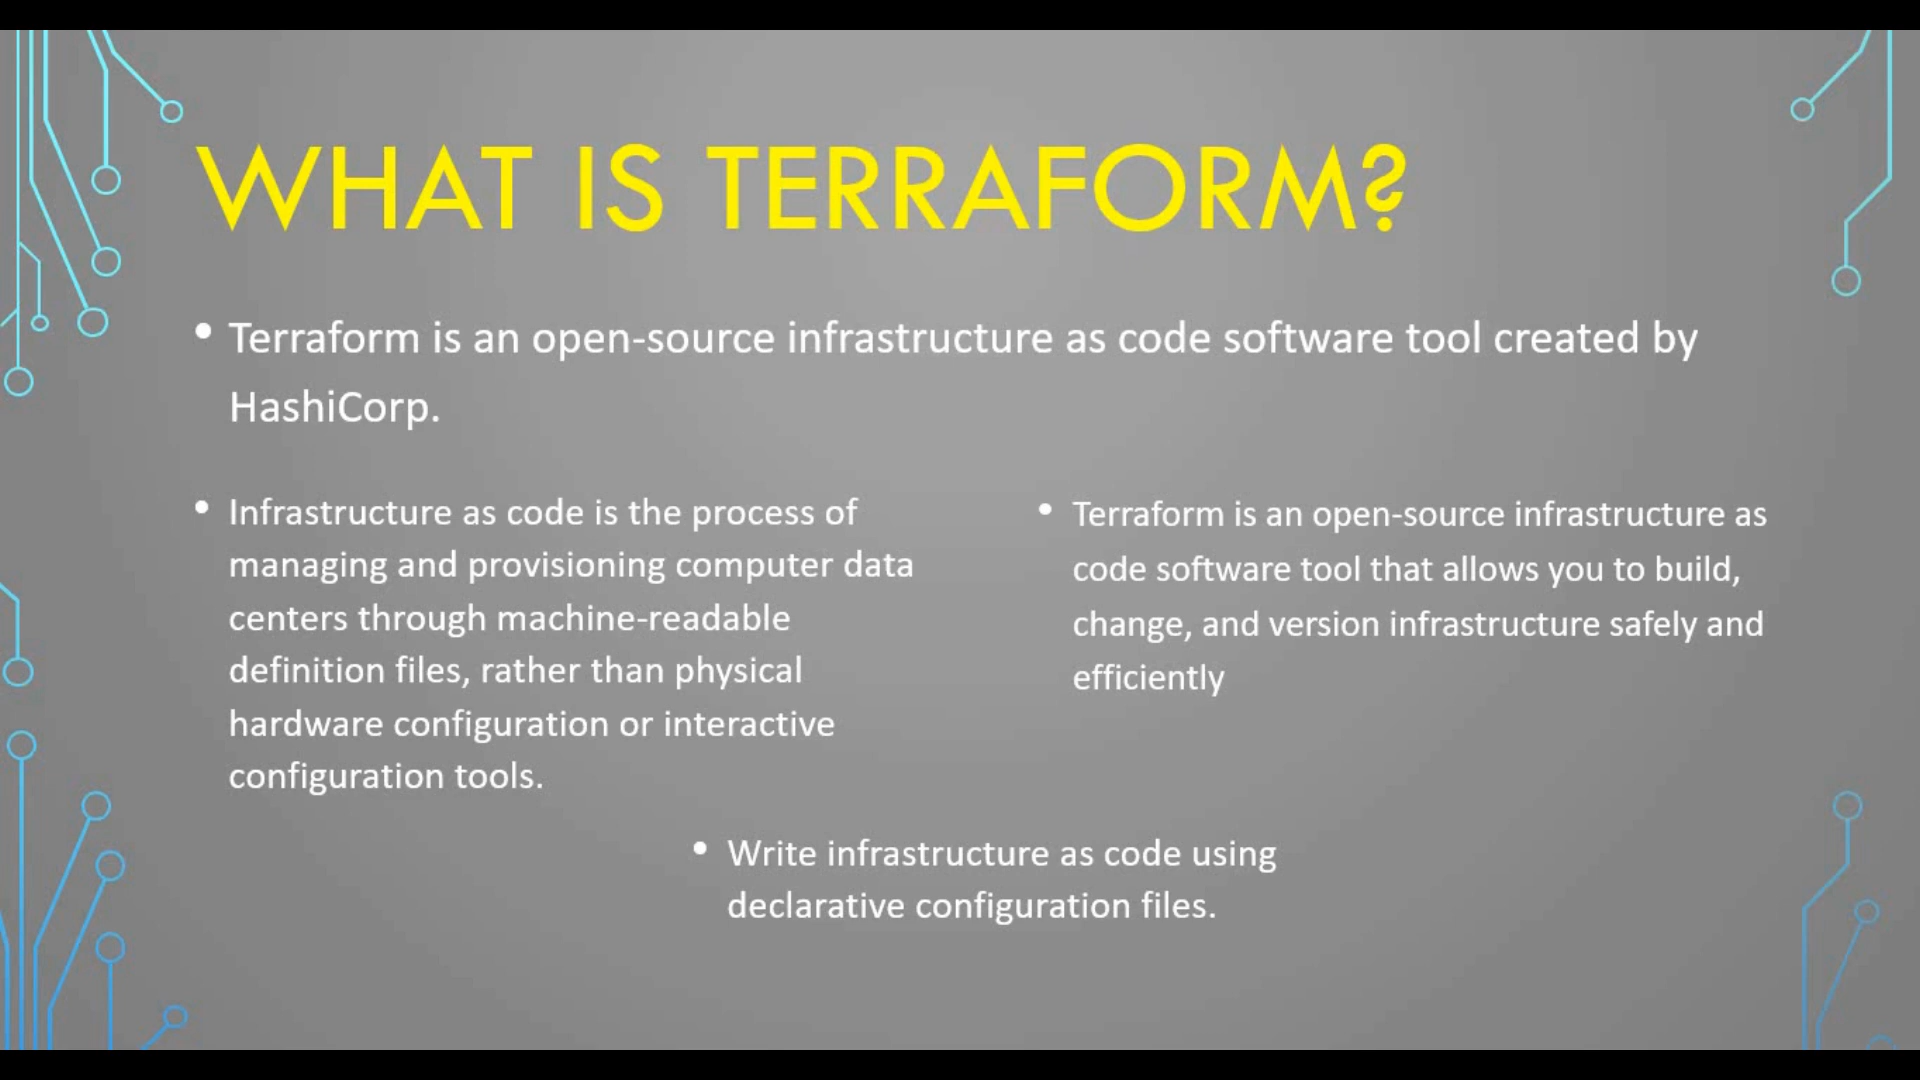 WHAT IS TERRAFORM?
• Terraform is an open-source infrastructure as code software tool created by
HashiCorp.
• Infrastructure as code is the process of
managing and provisioning computer data
centers through machine-readable
definition files, rather than physical
hardware configuration or interactive
configuration tools.
• Terraform is an open-source infrastructure as
code software tool that allows you to build,
change, and version infrastructure safely and
efficiently
• Write infrastructure as code using
declarative configuration files.